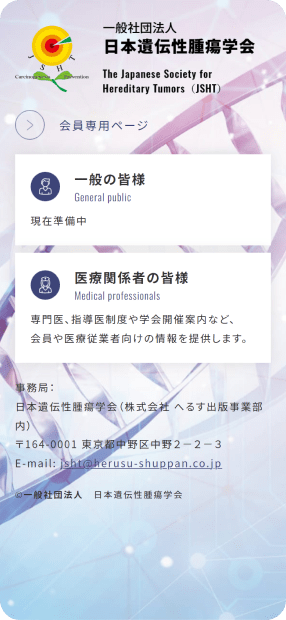 一般社団法人
日本遺伝性腫瘍学会
J S H T
The Japanese Society for
Hereditary Tumors（JSHT）
会員専用ページ
一般の皆様
General public
現在準備中
医療関係者の皆様
Medical professionals
専門医、指導医制度や学会開催案内など、
会員や医療従業者向けの情報を提供します。
事務局：
日本遺伝性腫瘍学会（株式会社 へるす出版事業部
内）
〒164-0001 東京都中野区中野２－２－３
E-mail: jsht@herusu-shuppan.co.jp
©一般社団法人　日本遺伝性腫瘍学会